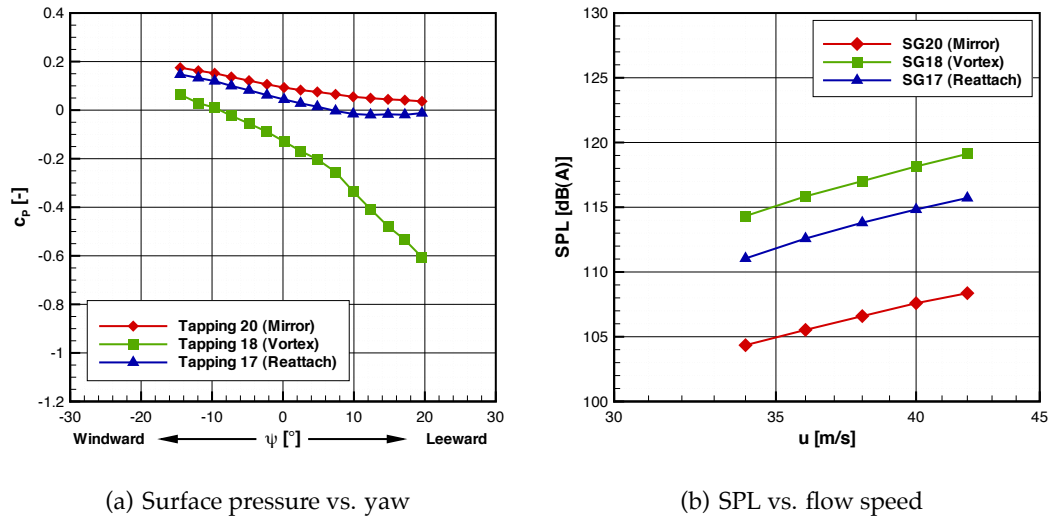 0.4
0.2
0
-0.2
-0.4
-0.6
-0.8
-1
-1.2
cP [-]
Tapping 20 (Mirror)
Tapping 18 (Vortex)
Tapping 17 (Reattach)
-30 -20 -10 0 10 20 30
Windward ψ [°] Leeward
(a) Surface pressure vs. yaw
130
125
120
115
110
105
100
SPL [dB(A)]
SG20 (Mirror)
SG18 (Vortex)
SG17 (Reattach)
30 35 40 45
u [m/s]
(b) SPL vs. flow speed